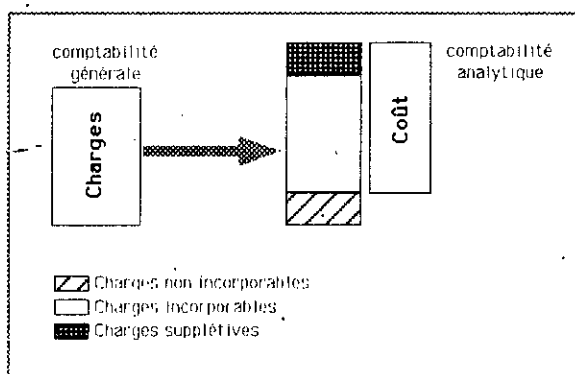 comptabilité
générale
Charges
Coût
comptabilité
analytique
Charges non incorporables
Charges incorporables
Charges supplétives